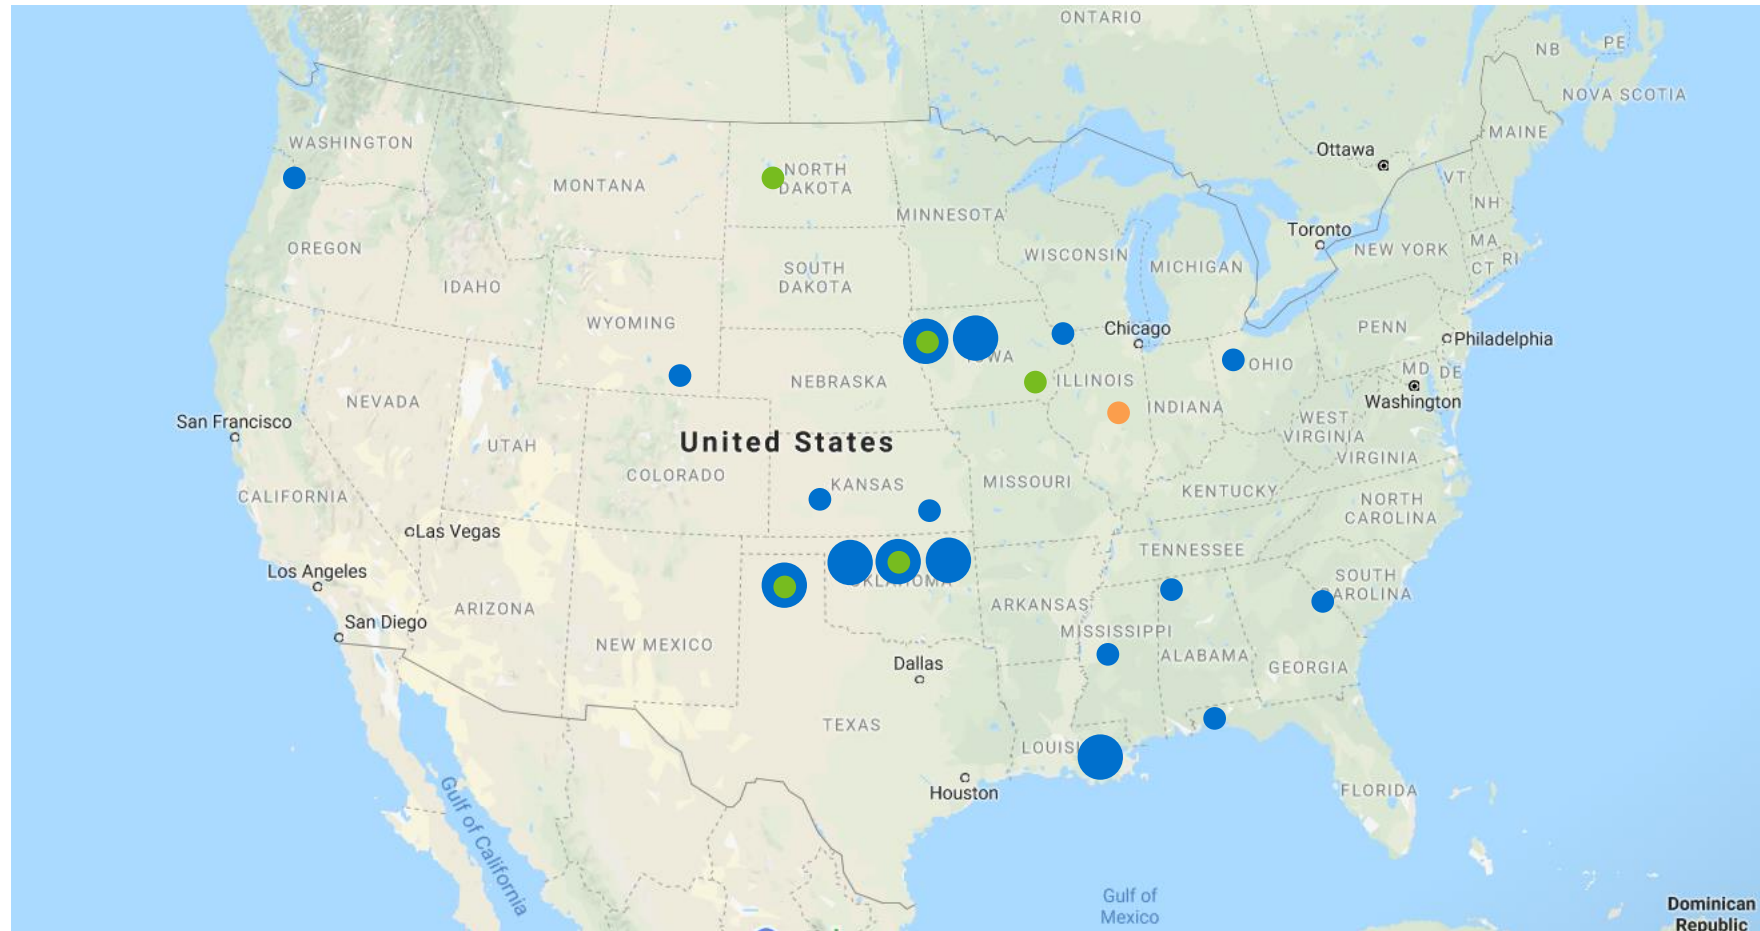 ONTARIO
NB
PE
NOVA SCOTIA
WASHINGTON
MAINE
Ottawa
NORTH
DAKOTA
MONTANA
VT
NH
MINNESOTA
Toronto
OREGON
WISCONSIN
MICHIGAN
NEW YORK
MA
CT
RI
SOUTH
DAKOTA
IDAHO
WYOMING
Chicago
PENN
Philadelphia
IOWA
OHIO
MD
DE
NEBRASKA
ILLINOIS
Washington
NEVADA
INDIANA
San Francisco
WEST
VIRGINIA
United States
UTAH
VIRGINIA
COLORADO
KANSAS
MISSOURI
KENTUCKY
CALIFORNIA
NORTH
CAROLINA
Las Vegas
TENNESSEE
Los Angeles
OKLAHOMA
SOUTH
CAROLINA
ARIZONA
ARKANSAS
San Diego
MISSISSIPPI
NEW MEXICO
ALABAMA
Dallas
GEORGIA
TEXAS
LOUISI
Houston
FLORIDA
Gulf of California
Gulf of
Mexico
Dominican
Republic